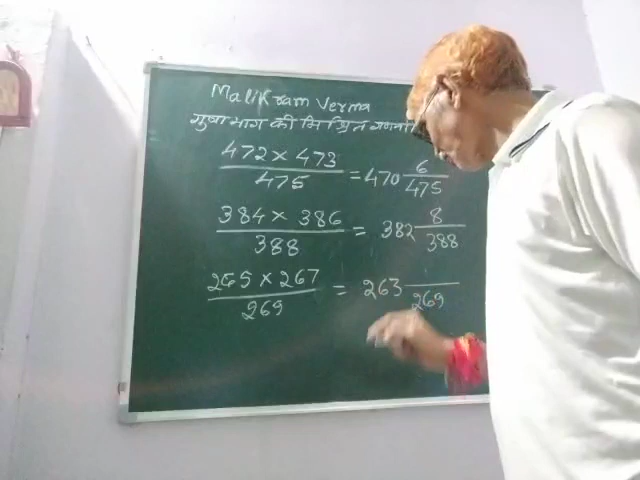 Malik ram Verma
गुणा भाग की मिश्रित गणना
472 × 473 / 475 = 470 6/475
384 × 386 / 388 = 382 8/388
265 × 267 / 269 = 263 /269